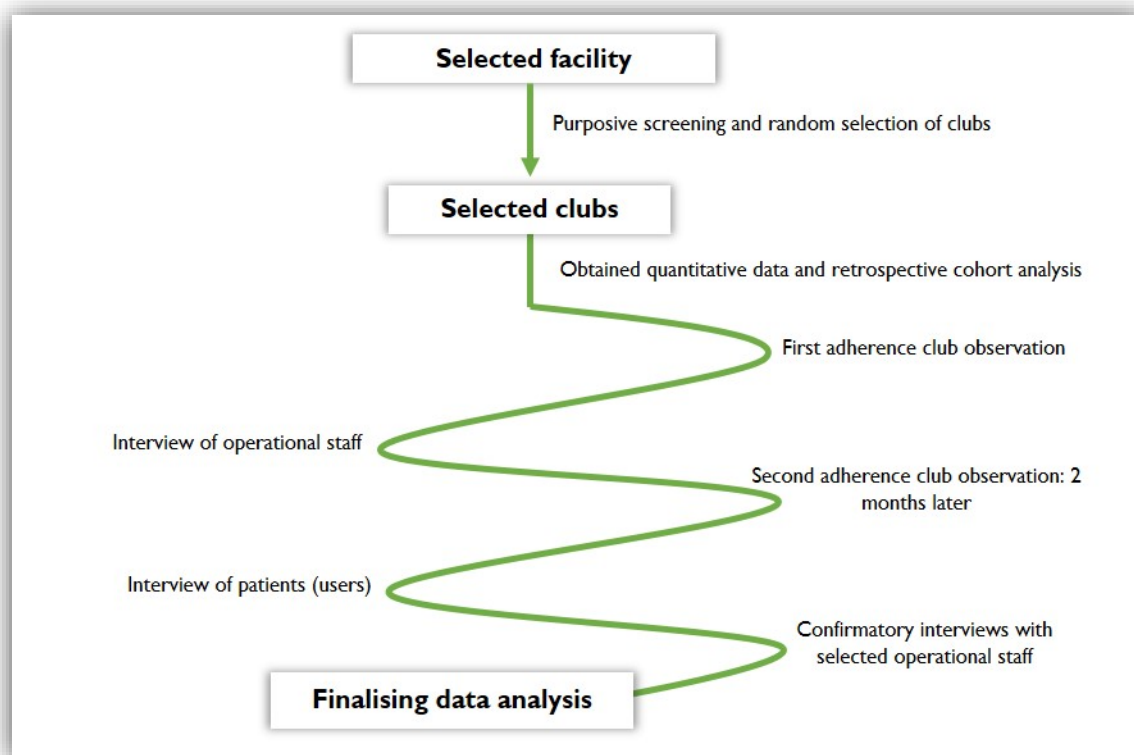 Selected facility
Purposive screening and random selection of clubs
Selected clubs
Obtained quantitative data and retrospective cohort analysis
First adherence club observation
Interview of operational staff
Second adherence club observation: 2
months later
Interview of patients (users)
Confirmatory interviews with
selected operational staff
Finalising data analysis